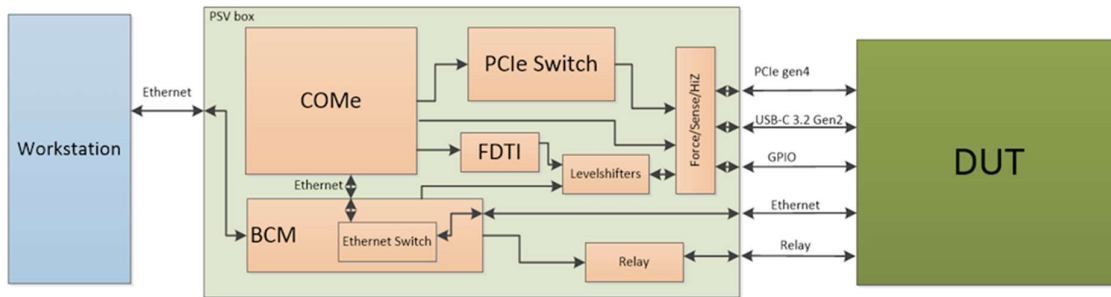 PSV box
Workstation
Ethernet
COMe
PCIe Switch
Force/Sense/HiZ
PCIe gen4
USB-C 3.2 Gen2
GPIO
DUT
FDTI
Levelshifters
Ethernet
BCM
Ethernet Switch
Ethernet
Relay
Relay